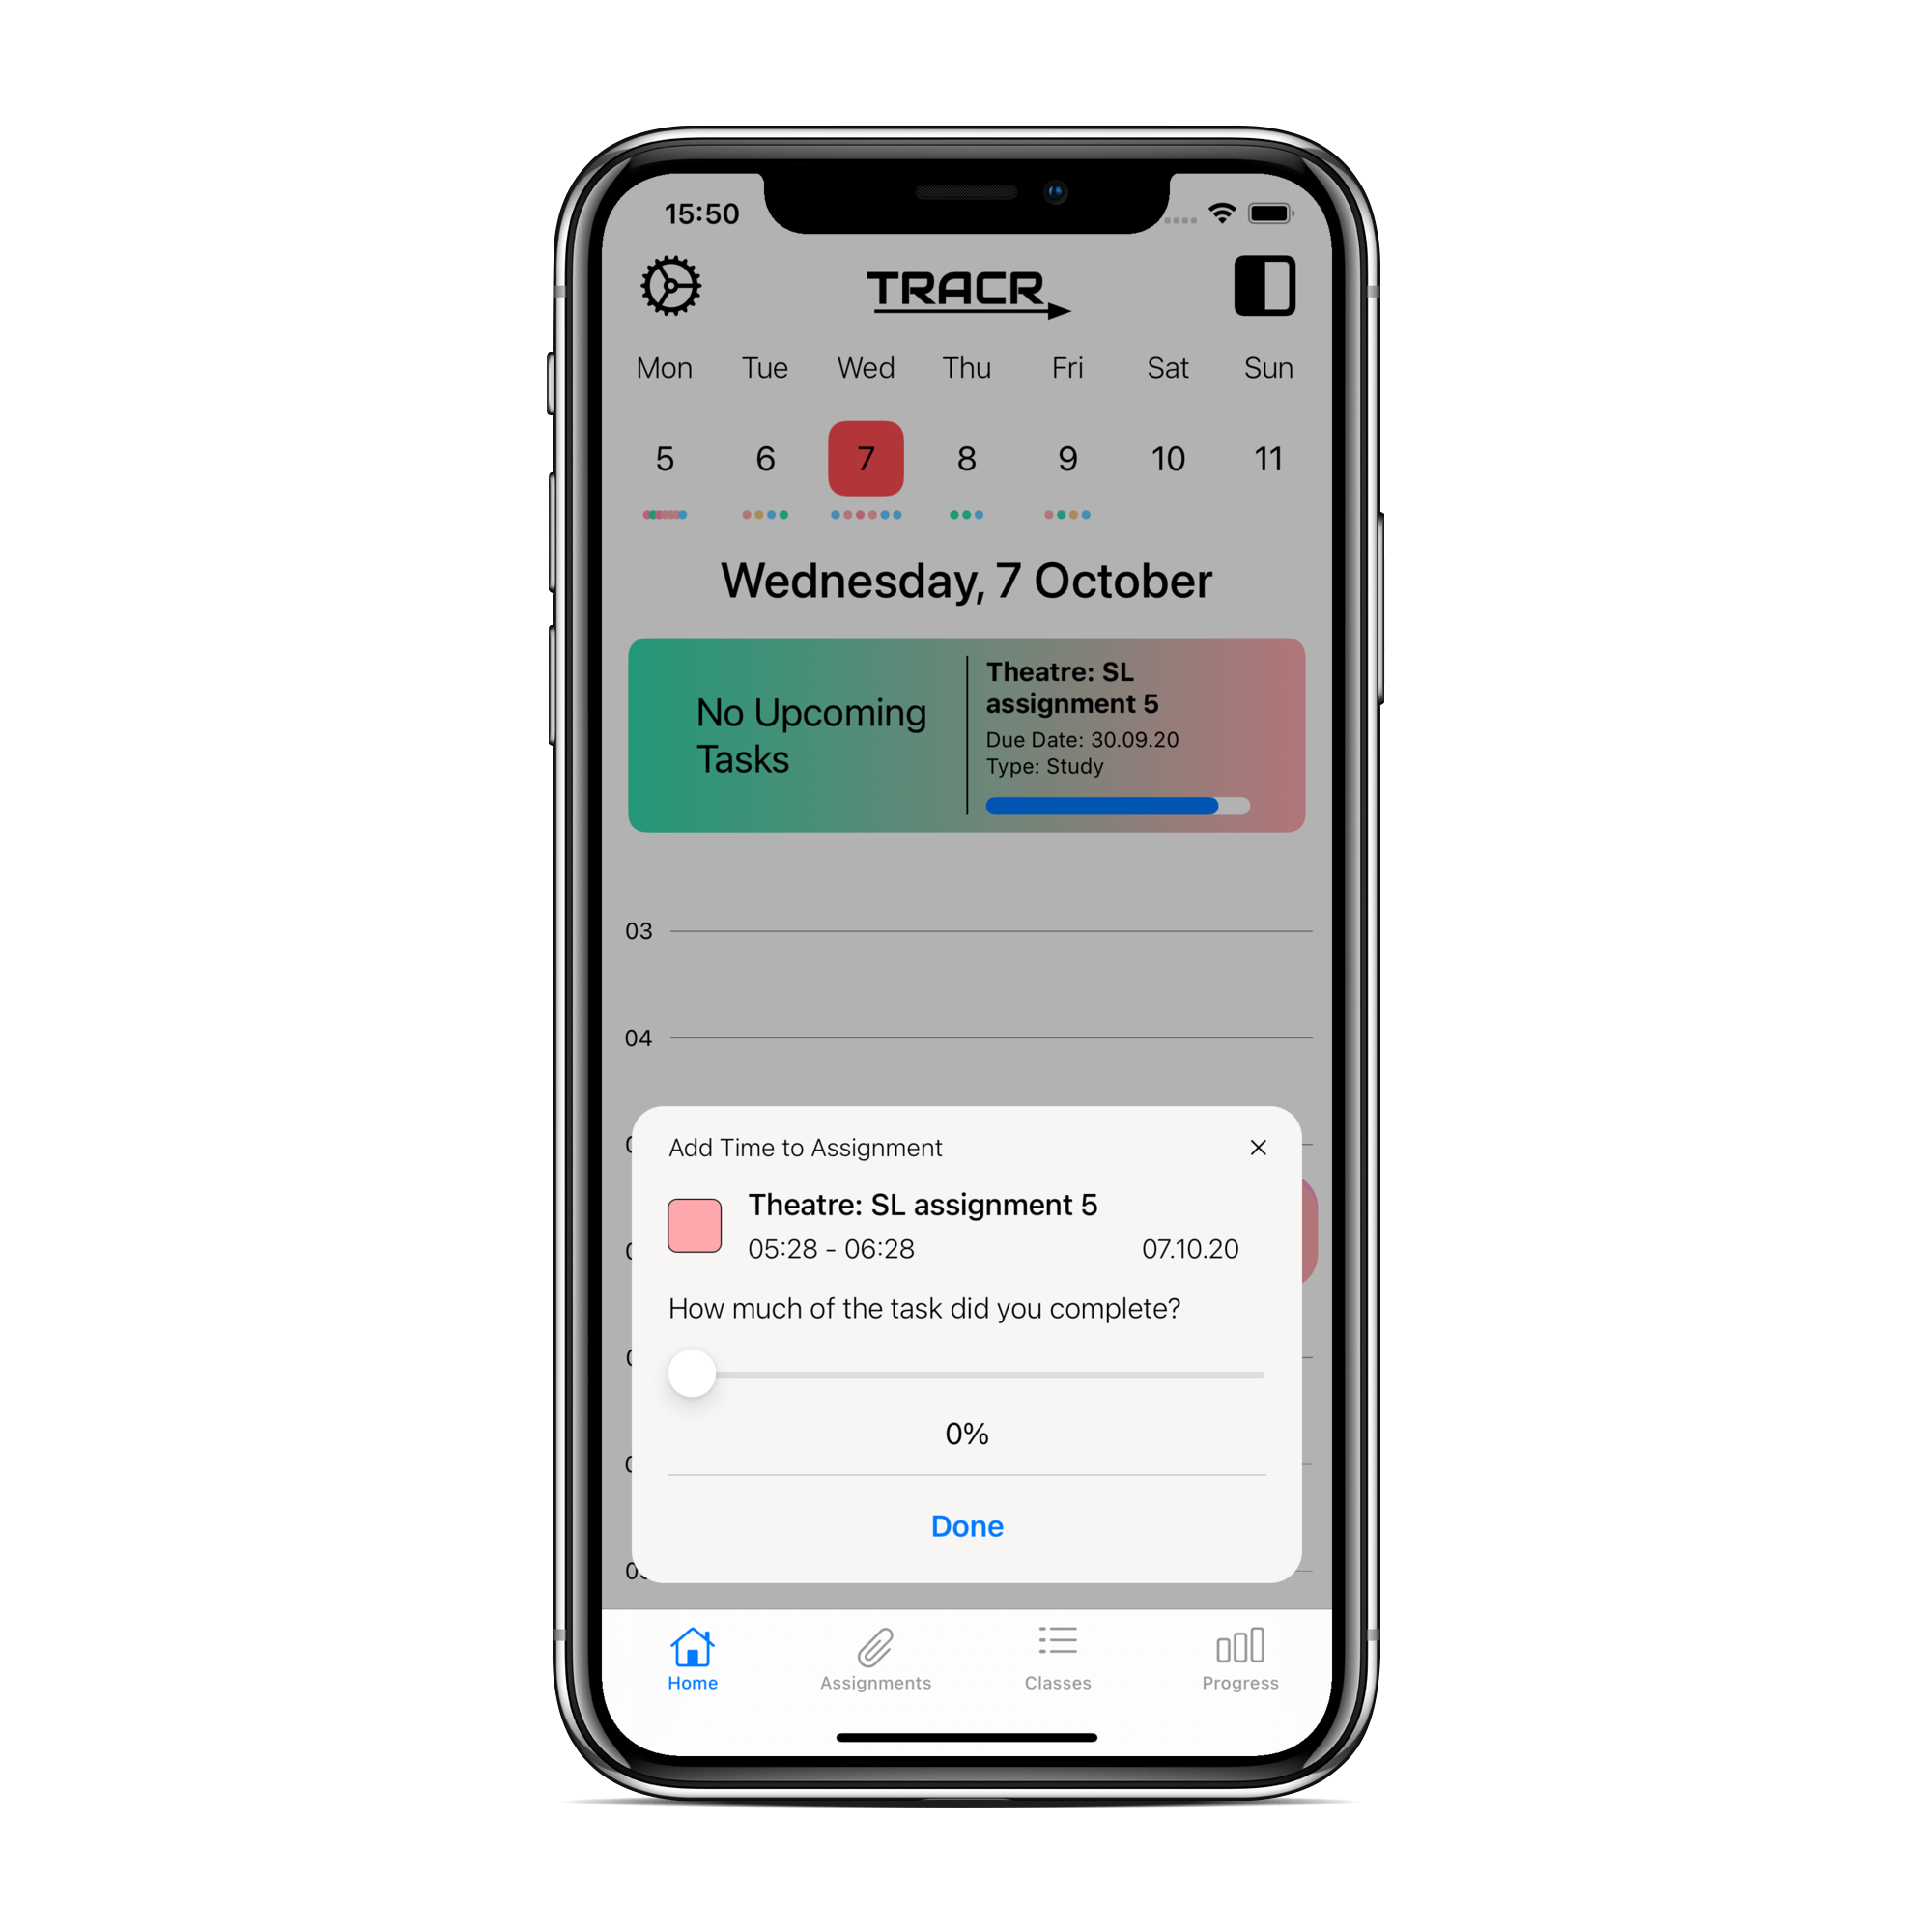 15:50
TRACR
Mon Tue Wed Thu Fri Sat Sun
5 6 7 8 9 10 11
Wednesday, 7 October
No Upcoming
Tasks
Theatre: SL
assignment 5
Due Date: 30.09.20
Type: Study
03
04
Add Time to Assignment
Theatre: SL assignment 5
05:28 - 06:28 07.10.20
How much of the task did you complete?
0%
Done
Home Assignments Classes Progress